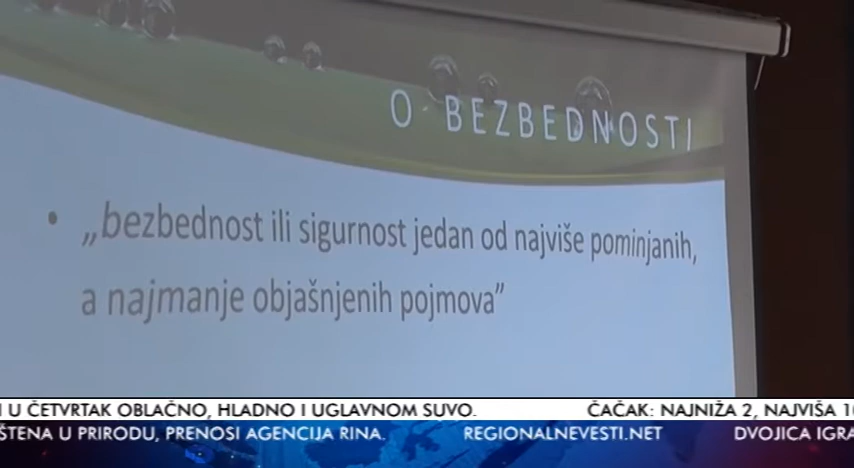 O BEZBEDNOSTI
• „bezbednost ili sigurnost jedan od najviše pominjanih,
a najmanje objašnjenih pojmova”
I U ČETVRTAK OBLAČNO, HLADNO I UGLAVNOM SUVO. ČAČAK: NAJNIŽA 2, NAJVIŠA
ŠTENA U PRIRODU, PRENOSI AGENCIJA RINA. REGIONALNEVESTI.NET DVOJICA IGRA